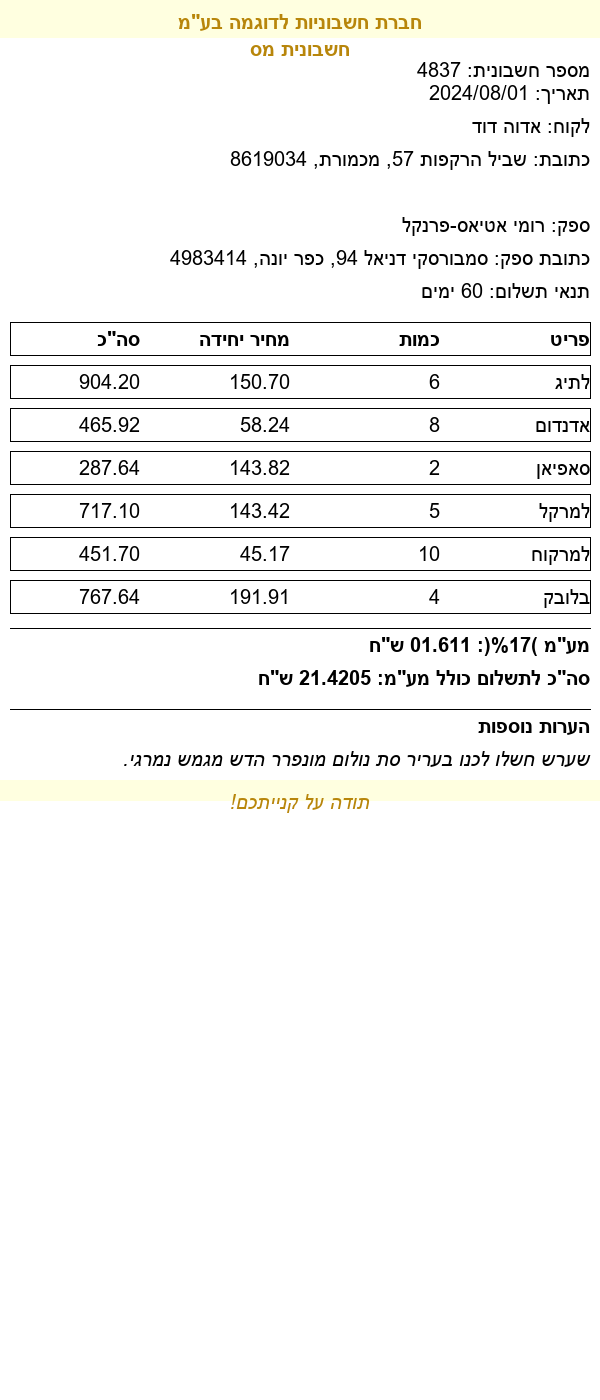 חברת חשבוניות לדוגמה בע"מ
חשבונית מס
מספר חשבונית: 4837
תאריך: 2024/08/01
לקוח: אדוה דוד
כתובת: שביל הרקפות 57, מכמורת, 8619034
ספק: רומי אטיאס-פרנקל
כתובת ספק: סמבורסקי דניאל 94, כפר יונה, 4983414
תנאי תשלום: 60 ימים
פריט כמות מחיר יחידה סה"כ
לתיג 6 150.70 904.20
אדנדום 8 58.24 465.92
סאפיאן 2 143.82 287.64
למרקל 5 143.42 717.10
למרקוח 10 45.17 451.70
בלובק 4 191.91 767.64
מע"מ )17%(: 01.611 ש"ח
סה"כ לתשלום כולל מע"מ: 21.4205 ש"ח
הערות נוספות
שערש חשלו לכנו בעריר סת נולום מונפרר הדש מגמש נמרגי.
תודה על קנייתכם!